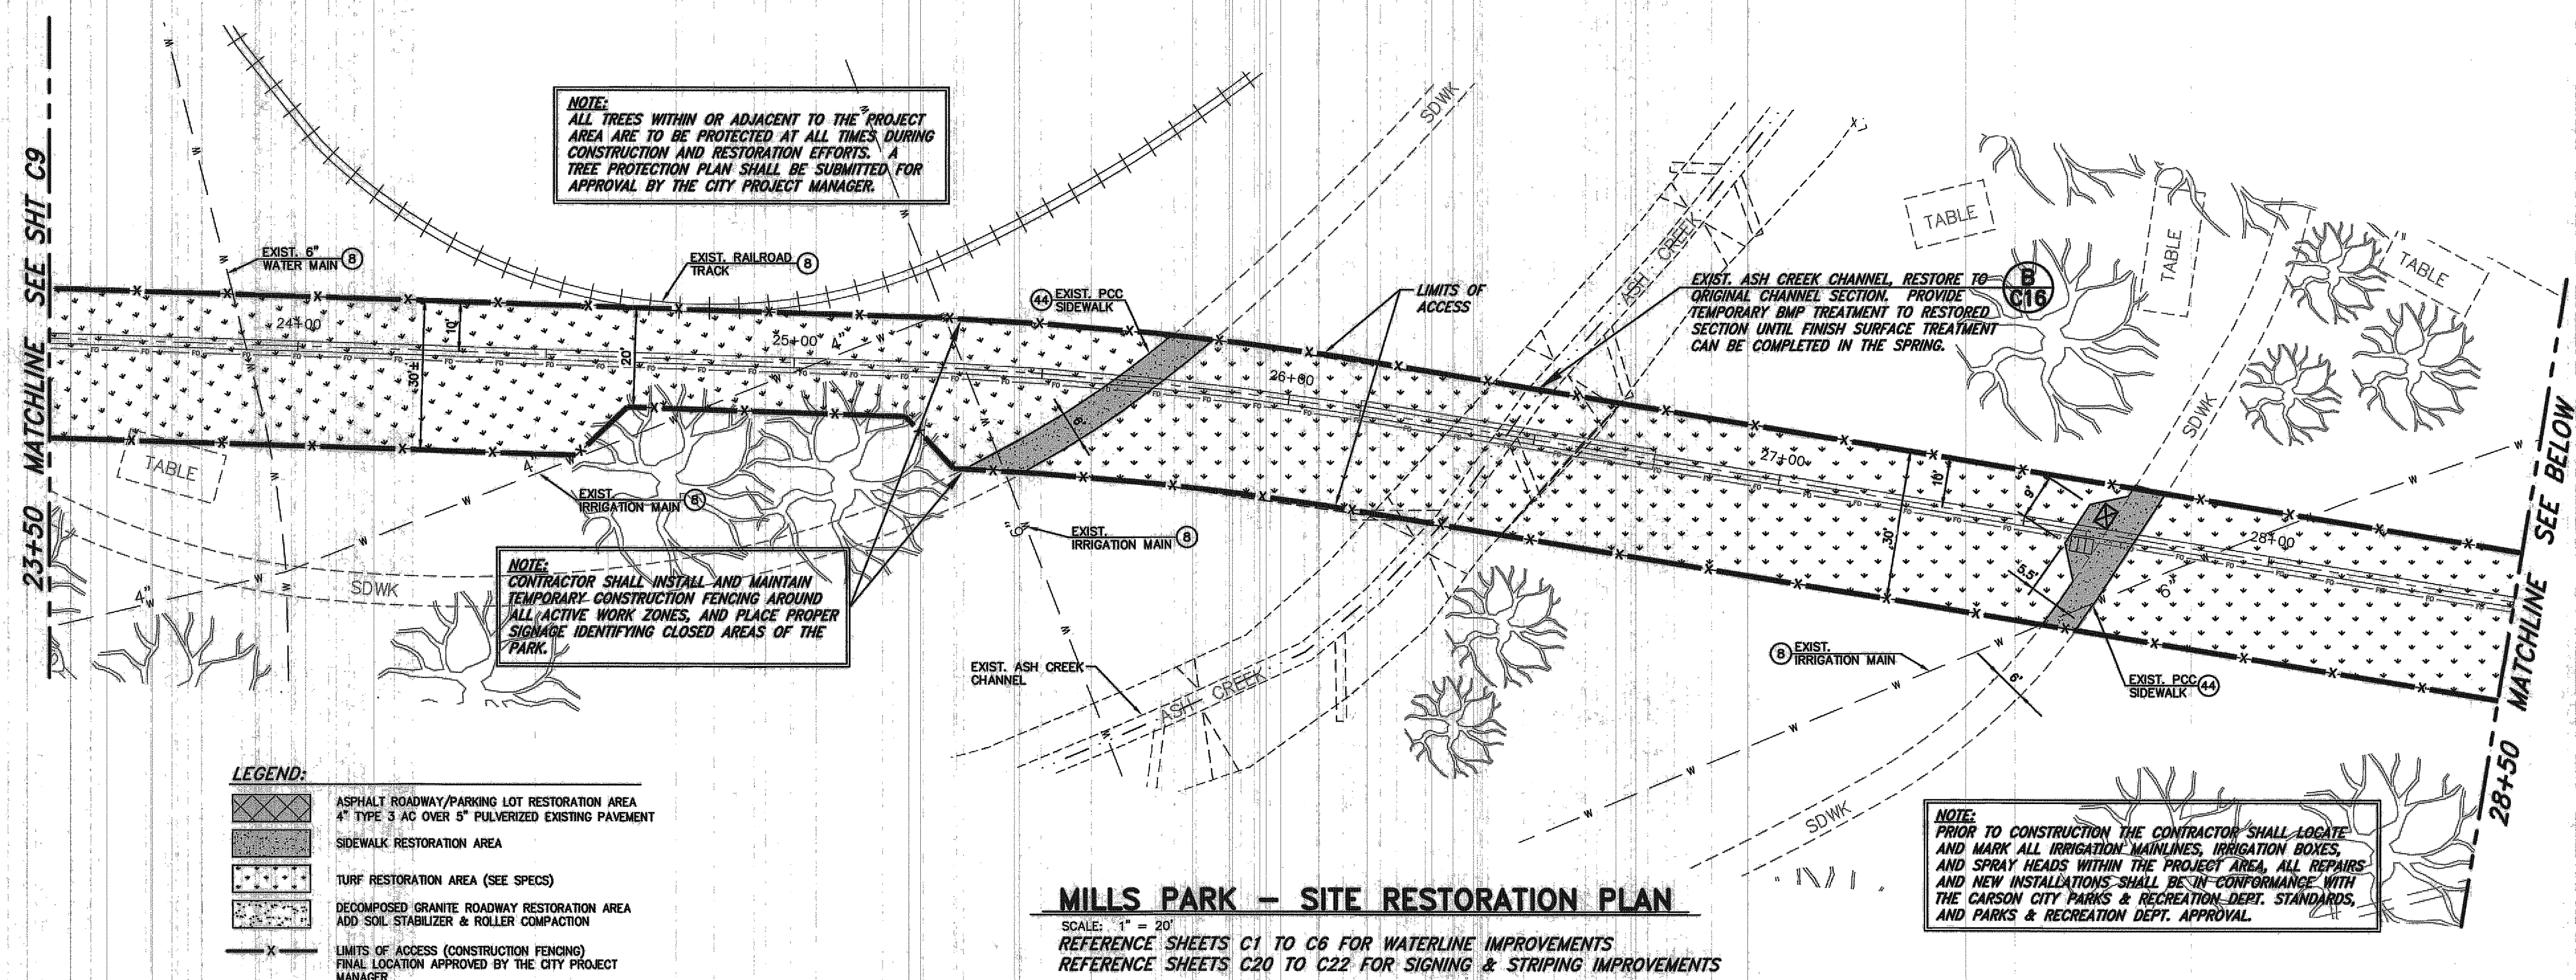 23+50 MATCHLINE SEE SHT C9
NOTE:
ALL TREES WITHIN OR ADJACENT TO THE PROJECT
AREA ARE TO BE PROTECTED AT ALL TIMES DURING
CONSTRUCTION AND RESTORATION EFFORTS. A
TREE PROTECTION PLAN SHALL BE SUBMITTED FOR
APPROVAL BY THE CITY PROJECT MANAGER.
EXIST. 6"
WATER MAIN 8
EXIST. RAILROAD
TRACK 8
44 EXIST. PCC
SIDEWALK
LIMITS OF
ACCESS
SDWK
ASH CREEK
EXIST. ASH CREEK CHANNEL, RESTORE TO
ORIGINAL CHANNEL SECTION. PROVIDE
TEMPORARY BMP TREATMENT TO RESTORED
SECTION UNTIL FINISH SURFACE TREATMENT
CAN BE COMPLETED IN THE SPRING.
B
C16
TABLE
TABLE
TABLE
SDWK
24+00
10'
30'±
20'
25+00
4"
6'
26+00
27+00
30'
10'
9'
5.5'
28+00
6"
TABLE
4"
EXIST.
IRRIGATION MAIN 8
4"
SDWK
6"
EXIST.
IRRIGATION MAIN 8
NOTE:
CONTRACTOR SHALL INSTALL AND MAINTAIN
TEMPORARY CONSTRUCTION FENCING AROUND
ALL ACTIVE WORK ZONES, AND PLACE PROPER
SIGNAGE IDENTIFYING CLOSED AREAS OF THE
PARK.
EXIST. ASH CREEK
CHANNEL
ASH CREEK
8 EXIST.
IRRIGATION MAIN
6'
EXIST. PCC
SIDEWALK 44
SDWK
28+50 MATCHLINE SEE BELOW
LEGEND:
ASPHALT ROADWAY/PARKING LOT RESTORATION AREA
4" TYPE 3 AC OVER 5" PULVERIZED EXISTING PAVEMENT
SIDEWALK RESTORATION AREA
TURF RESTORATION AREA (SEE SPECS)
DECOMPOSED GRANITE ROADWAY RESTORATION AREA
ADD SOIL STABILIZER & ROLLER COMPACTION
X
LIMITS OF ACCESS (CONSTRUCTION FENCING)
FINAL LOCATION APPROVED BY THE CITY PROJECT
MANAGER
MILLS PARK – SITE RESTORATION PLAN
SCALE: 1" = 20'
REFERENCE SHEETS C1 TO C6 FOR WATERLINE IMPROVEMENTS
REFERENCE SHEETS C20 TO C22 FOR SIGNING & STRIPING IMPROVEMENTS
NOTE:
PRIOR TO CONSTRUCTION THE CONTRACTOR SHALL LOCATE
AND MARK ALL IRRIGATION MAINLINES, IRRIGATION BOXES,
AND SPRAY HEADS WITHIN THE PROJECT AREA, ALL REPAIRS
AND NEW INSTALLATIONS SHALL BE IN CONFORMANCE WITH
THE CARSON CITY PARKS & RECREATION DEPT. STANDARDS,
AND PARKS & RECREATION DEPT. APPROVAL.